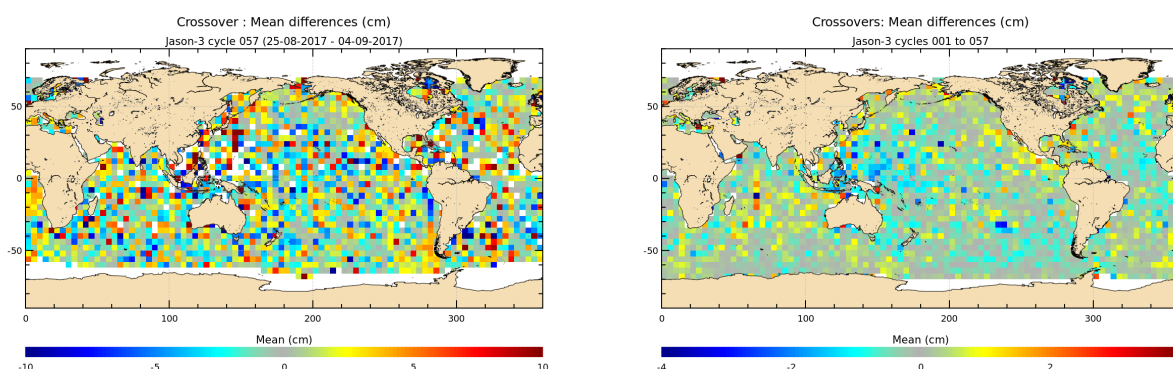 Crossover : Mean differences (cm)
Jason-3 cycle 057 (25-08-2017 - 04-09-2017)
50
0
-50
0 100 200 300
Mean (cm)
-10 -5 0 5 10
Crossovers: Mean differences (cm)
Jason-3 cycles 001 to 057
50
0
-50
0 100 200 300
Mean (cm)
-4 -2 0 2